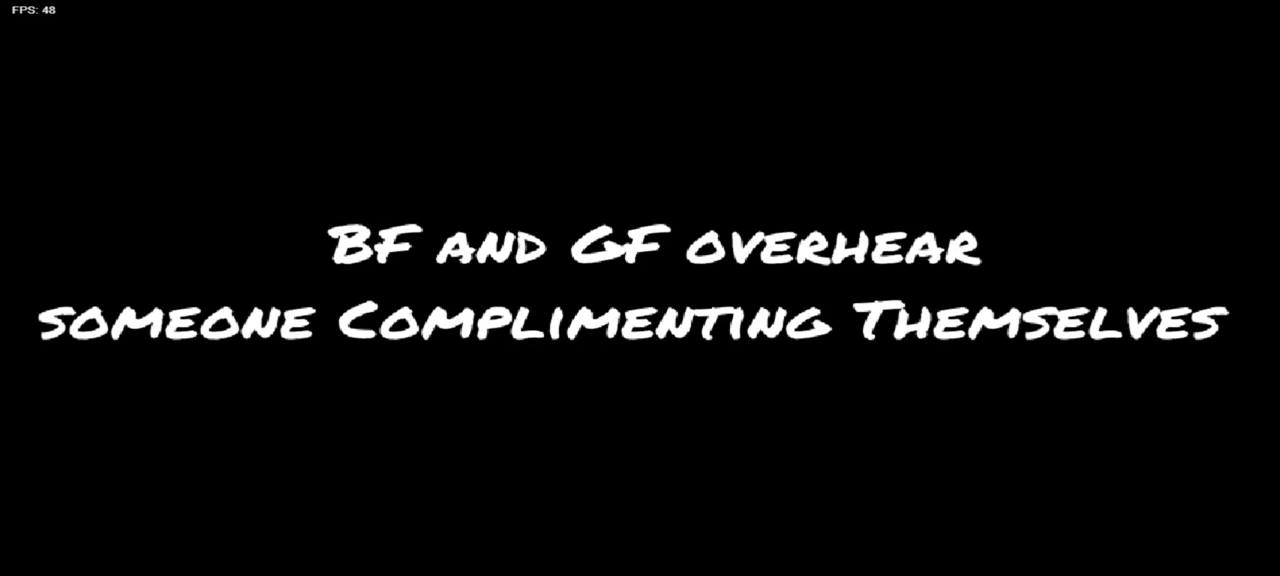 FPS: 48
BF AND GF OVERHEAR
SOMEONE COMPLIMENTING THEMSELVES